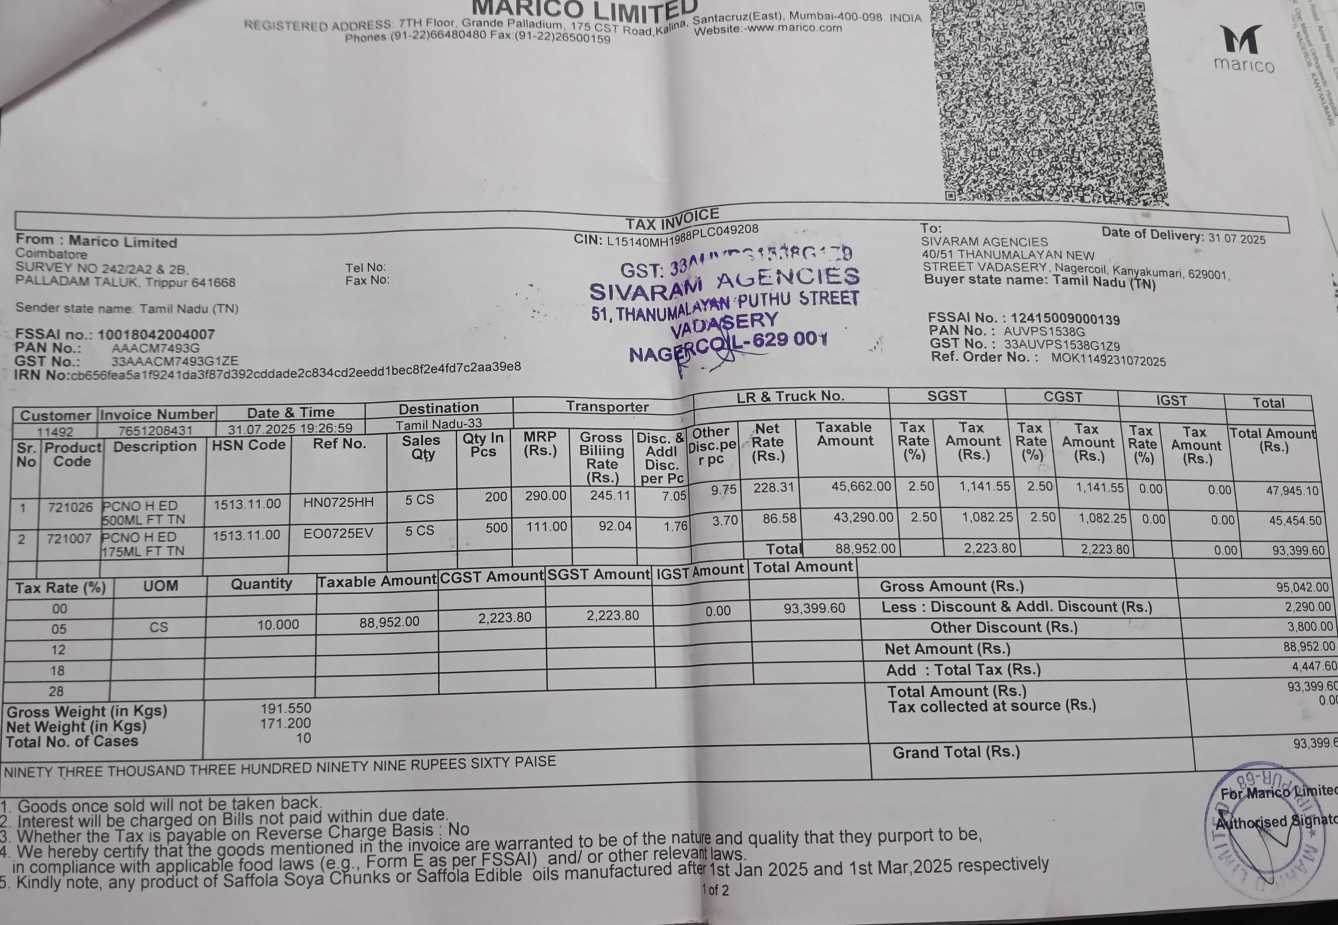 MARICO LIMITED
REGISTERED ADDRESS: 7TH Floor, Grande Palladium, 175 CST Road,Kalina, Santacruz(East), Mumbai-400-098. INDIA
Phones (91-22)66480480 Fax:(91-22)26500159 Website:-www.marico.com
marico
TAX INVOICE
CIN: L15140MH1988PLC049208
From : Marico Limited
Coimbatore
SURVEY NO 242/2A2 & 2B,
PALLADAM TALUK, Trippur 641668
Tel No:
Fax No:
Sender state name: Tamil Nadu (TN)
FSSAI no.: 10018042004007
PAN No.: AAACM7493G
GST No.: 33AAACM7493G1ZE
IRN No:cb656fea5a1f9241da3f87d392cddade2c834cd2eedd1bec8f2e4fd7c2aa39e8
GST: 33AUVPS1538G1Z9
SIVARAM AGENCIES
51, THANUMALAYAN PUTHU STREET
VADASERY
NAGERCOIL-629 001
To:
SIVARAM AGENCIES
40/51 THANUMALAYAN NEW
STREET VADASERY, Nagercoil, Kanyakumari, 629001,
Buyer state name: Tamil Nadu (TN)
Date of Delivery: 31.07.2025
FSSAI No. : 12415009000139
PAN No. : AUVPS1538G
GST No. : 33AUVPS1538G1Z9
Ref. Order No. : MOK1149231072025
Customer Invoice Number Date & Time Destination Transporter LR & Truck No. SGST CGST IGST Total
11492 7651208431 31.07.2025 19:26:59 Tamil Nadu-33
Sr. No Product Code Description HSN Code Ref No. Sales Qty Qty In Pcs MRP (Rs.) Gross Biliing Rate (Rs.) Disc. & Addl Disc. per Pc Other Disc.pe r pc Net Rate (Rs.) Taxable Amount Tax Rate (%) Tax Amount (Rs.) Tax Rate (%) Tax Amount (Rs.) Tax Rate (%) Tax Amount (Rs.) Total Amount (Rs.)
1 721026 PCNO H ED 500ML FT TN 1513.11.00 HN0725HH 5 CS 200 290.00 245.11 7.05 9.75 228.31 45,662.00 2.50 1,141.55 2.50 1,141.55 0.00 0.00 47,945.10
2 721007 PCNO H ED 175ML FT TN 1513.11.00 EO0725EV 5 CS 500 111.00 92.04 1.76 3.70 86.58 43,290.00 2.50 1,082.25 2.50 1,082.25 0.00 0.00 45,454.50
Total 88,952.00 2,223.80 2,223.80 0.00 93,399.60
Tax Rate (%) UOM Quantity Taxable Amount CGST Amount SGST Amount IGST Amount Total Amount
00
05 CS 10.000 88,952.00 2,223.80 2,223.80 0.00 93,399.60
12
18
28
Gross Amount (Rs.) 95,042.00
Less : Discount & Addl. Discount (Rs.) 2,290.00
Other Discount (Rs.) 3,800.00
Net Amount (Rs.) 88,952.00
Add : Total Tax (Rs.) 4,447.60
Total Amount (Rs.) 93,399.60
Tax collected at source (Rs.) 0.00
Grand Total (Rs.) 93,399.6
Gross Weight (in Kgs) 191.550
Net Weight (in Kgs) 171.200
Total No. of Cases 10
NINETY THREE THOUSAND THREE HUNDRED NINETY NINE RUPEES SIXTY PAISE
1. Goods once sold will not be taken back.
2. Interest will be charged on Bills not paid within due date.
3. Whether the Tax is payable on Reverse Charge Basis : No
4. We hereby certify that the goods mentioned in the invoice are warranted to be of the nature and quality that they purport to be,
in compliance with applicable food laws (e.g., Form E as per FSSAI) and/ or other relevant laws.
5. Kindly note, any product of Saffola Soya Chunks or Saffola Edible oils manufactured after 1st Jan 2025 and 1st Mar,2025 respectively
1 of 2
For Marico Limited
Authorised Signato